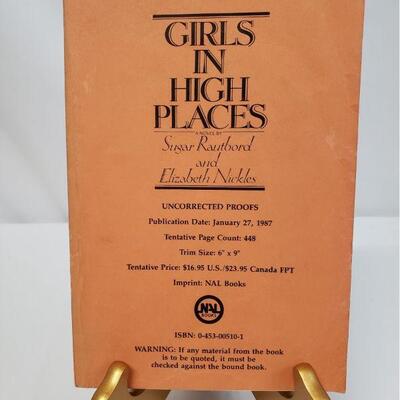 GIRLS
IN
HIGH
PLACES
A NOVEL BY
Sugar Rautbord
and
Elizabeth Nickles
UNCORRECTED PROOFS
Publication Date: January 27, 1987
Tentative Page Count: 448
Trim Size: 6" x 9"
Tentative Price: $16.95 U.S./$23.95 Canada FPT
Imprint: NAL Books
NAL
BOOKS
ISBN: 0-453-00510-1
WARNING: If any material from the book
is to be quoted, it must be
checked against the bound book.